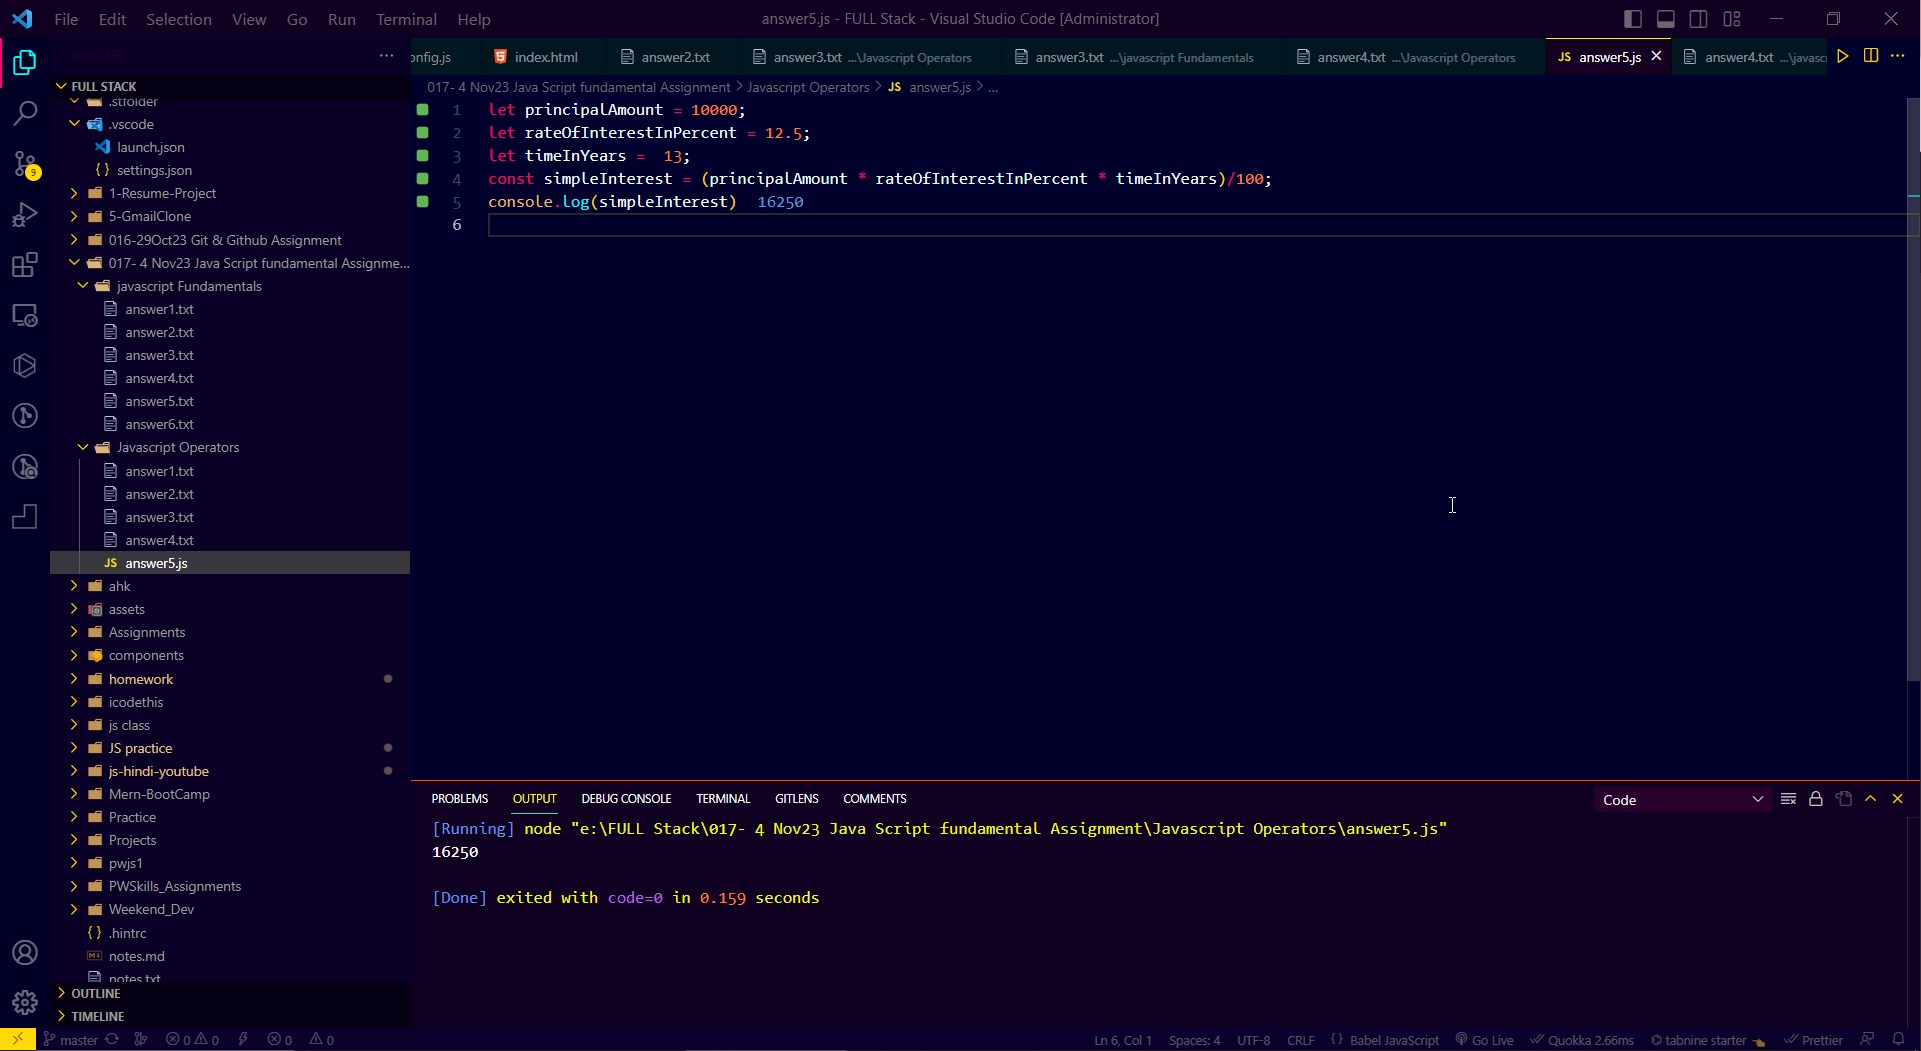 File Edit Selection View Go Run Terminal Help
answer5.js - FULL Stack - Visual Studio Code [Administrator]
EXPLORER
onfig.js index.html answer2.txt answer3.txt ...\Javascript Operators answer3.txt ...\javascript Fundamentals answer4.txt ...\Javascript Operators JS answer5.js answer4.txt ...\javasc
017- 4 Nov23 Java Script fundamental Assignment > Javascript Operators > JS answer5.js > ...
FULL STACK
.stfolder
.vscode
launch.json
{} settings.json
1-Resume-Project
5-GmailClone
016-29Oct23 Git & Github Assignment
017- 4 Nov23 Java Script fundamental Assignme...
javascript Fundamentals
answer1.txt
answer2.txt
answer3.txt
answer4.txt
answer5.txt
answer6.txt
Javascript Operators
answer1.txt
answer2.txt
answer3.txt
answer4.txt
JS answer5.js
ahk
assets
Assignments
components
homework
icodethis
js class
JS practice
js-hindi-youtube
Mern-BootCamp
Practice
Projects
pwjs1
PWSkills_Assignments
Weekend_Dev
{} .hintrc
notes.md
notes.txt
OUTLINE
TIMELINE
9
1 let principalAmount = 10000;
2 let rateOfInterestInPercent = 12.5;
3 let timeInYears =  13;
4 const simpleInterest = (principalAmount * rateOfInterestInPercent * timeInYears)/100;
5 console.log(simpleInterest)  16250
6
PROBLEMS OUTPUT DEBUG CONSOLE TERMINAL GITLENS COMMENTS
Code
[Running] node "e:\FULL Stack\017- 4 Nov23 Java Script fundamental Assignment\Javascript Operators\answer5.js"
16250
[Done] exited with code=0 in 0.159 seconds
master 0 0 0 0 Ln 6, Col 1 Spaces: 4 UTF-8 CRLF {} Babel JavaScript Go Live Quokka 2.66ms tabnine starter Prettier